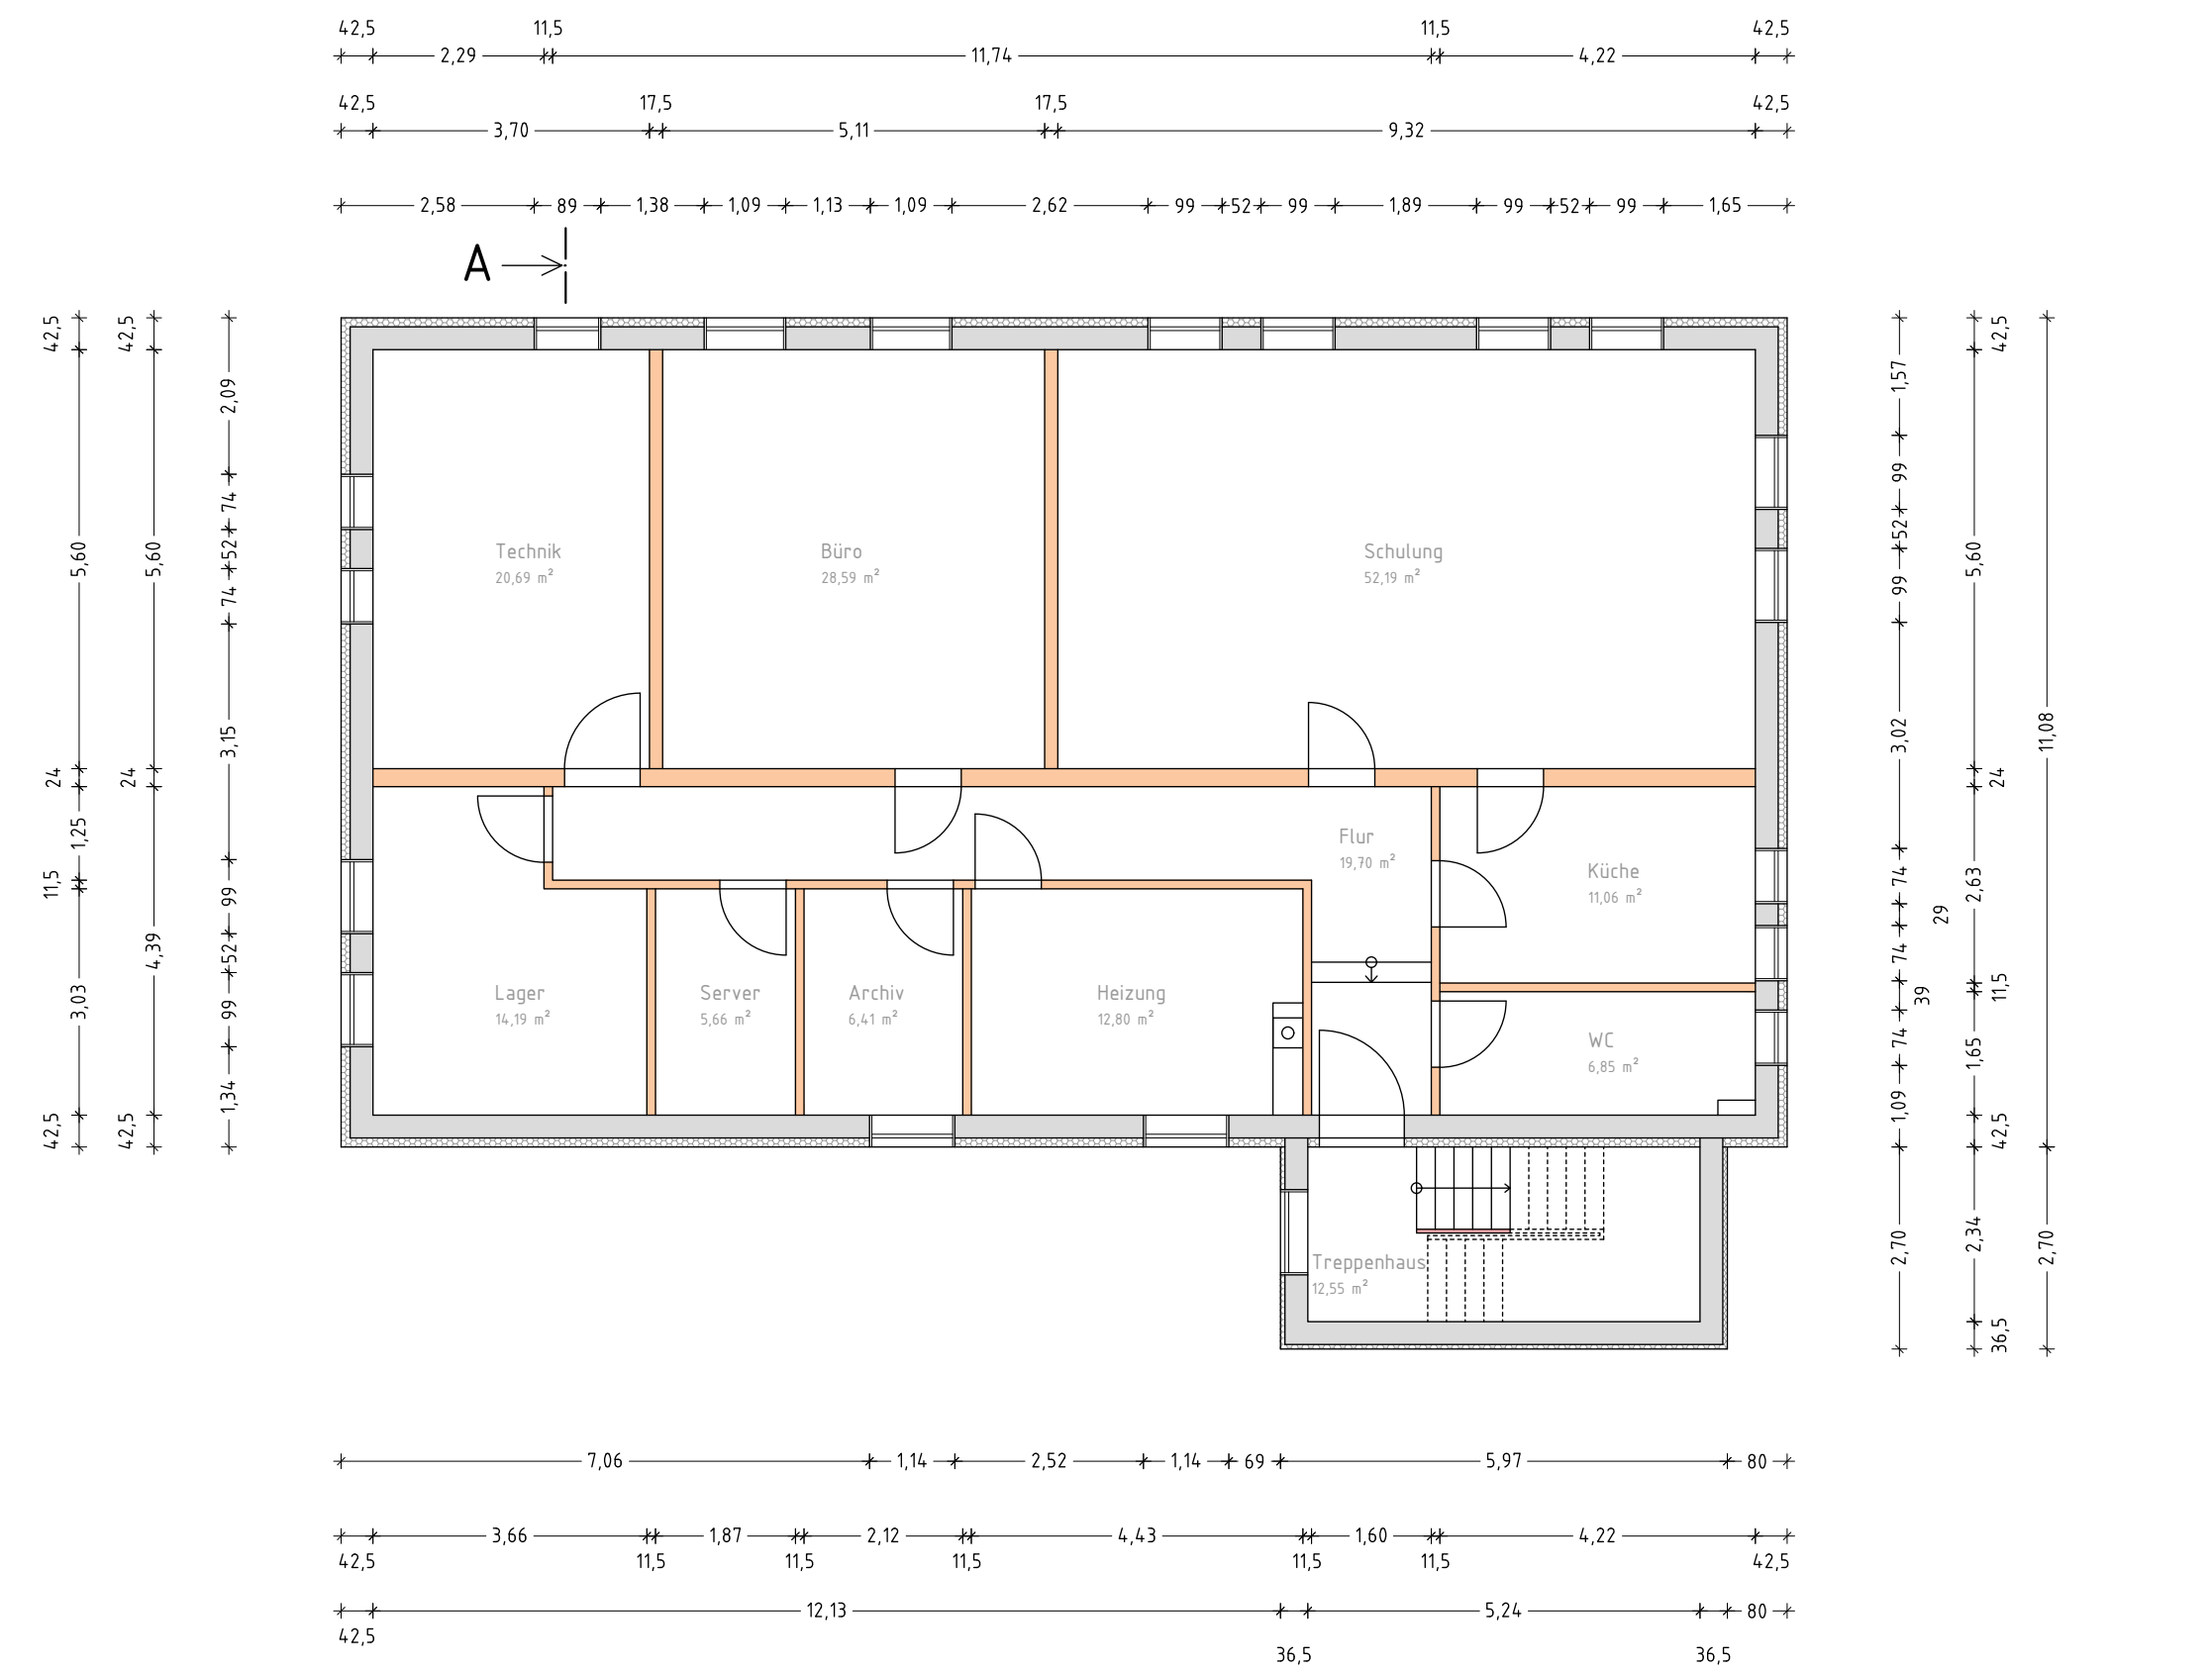 42,5 11,5 11,5 42,5
2,29 11,74 4,22
42,5 17,5 17,5 42,5
3,70 5,11 9,32
2,58 89 1,38 1,09 1,13 1,09 2,62 99 52 99 1,89 99 52 99 1,65
A
42,5 5,60 24 1,25 11,5 3,03 42,5
42,5 5,60 24 4,39 42,5
2,09 74 52 74 3,15 99 52 99 1,34
Technik
20,69 m²
Büro
28,59 m²
Schulung
52,19 m²
Flur
19,70 m²
Küche
11,06 m²
Lager
14,19 m²
Server
5,66 m²
Archiv
6,41 m²
Heizung
12,80 m²
WC
6,85 m²
Treppenhaus
12,55 m²
1,57 99 52 99 3,02 74 29 74 39 74 1,09 2,70
42,5 5,60 24 2,63 11,5 1,65 42,5 2,34 36,5
11,08 2,70
7,06 1,14 2,52 1,14 69 5,97 80
3,66 1,87 2,12 4,43 1,60 4,22
42,5 11,5 11,5 11,5 11,5 11,5 42,5
12,13 5,24 80
42,5 36,5 36,5